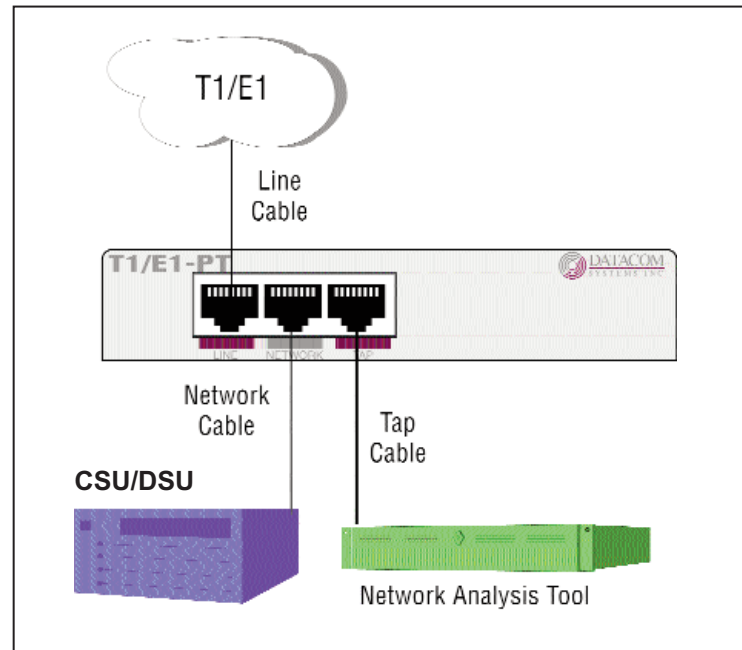 T1/E1
Line
Cable
T1/E1-PT
DATACOM
SYSTEMS INC
LINE
NETWORK
TAP
Network
Cable
Tap
Cable
CSU/DSU
Network Analysis Tool